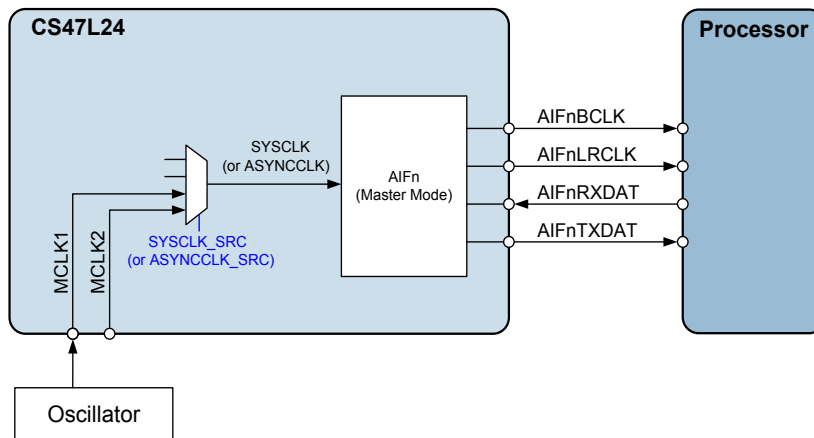 CS47L24
Processor
AIFnBCLK
SYSCLK
(or ASYNCCLK)
AIFnLRCLK
AIFn
(Master Mode)
AIFnRXDAT
AIFnTXDAT
SYSCLK_SRC
(or ASYNCCLK_SRC)
MCLK1
MCLK2
Oscillator